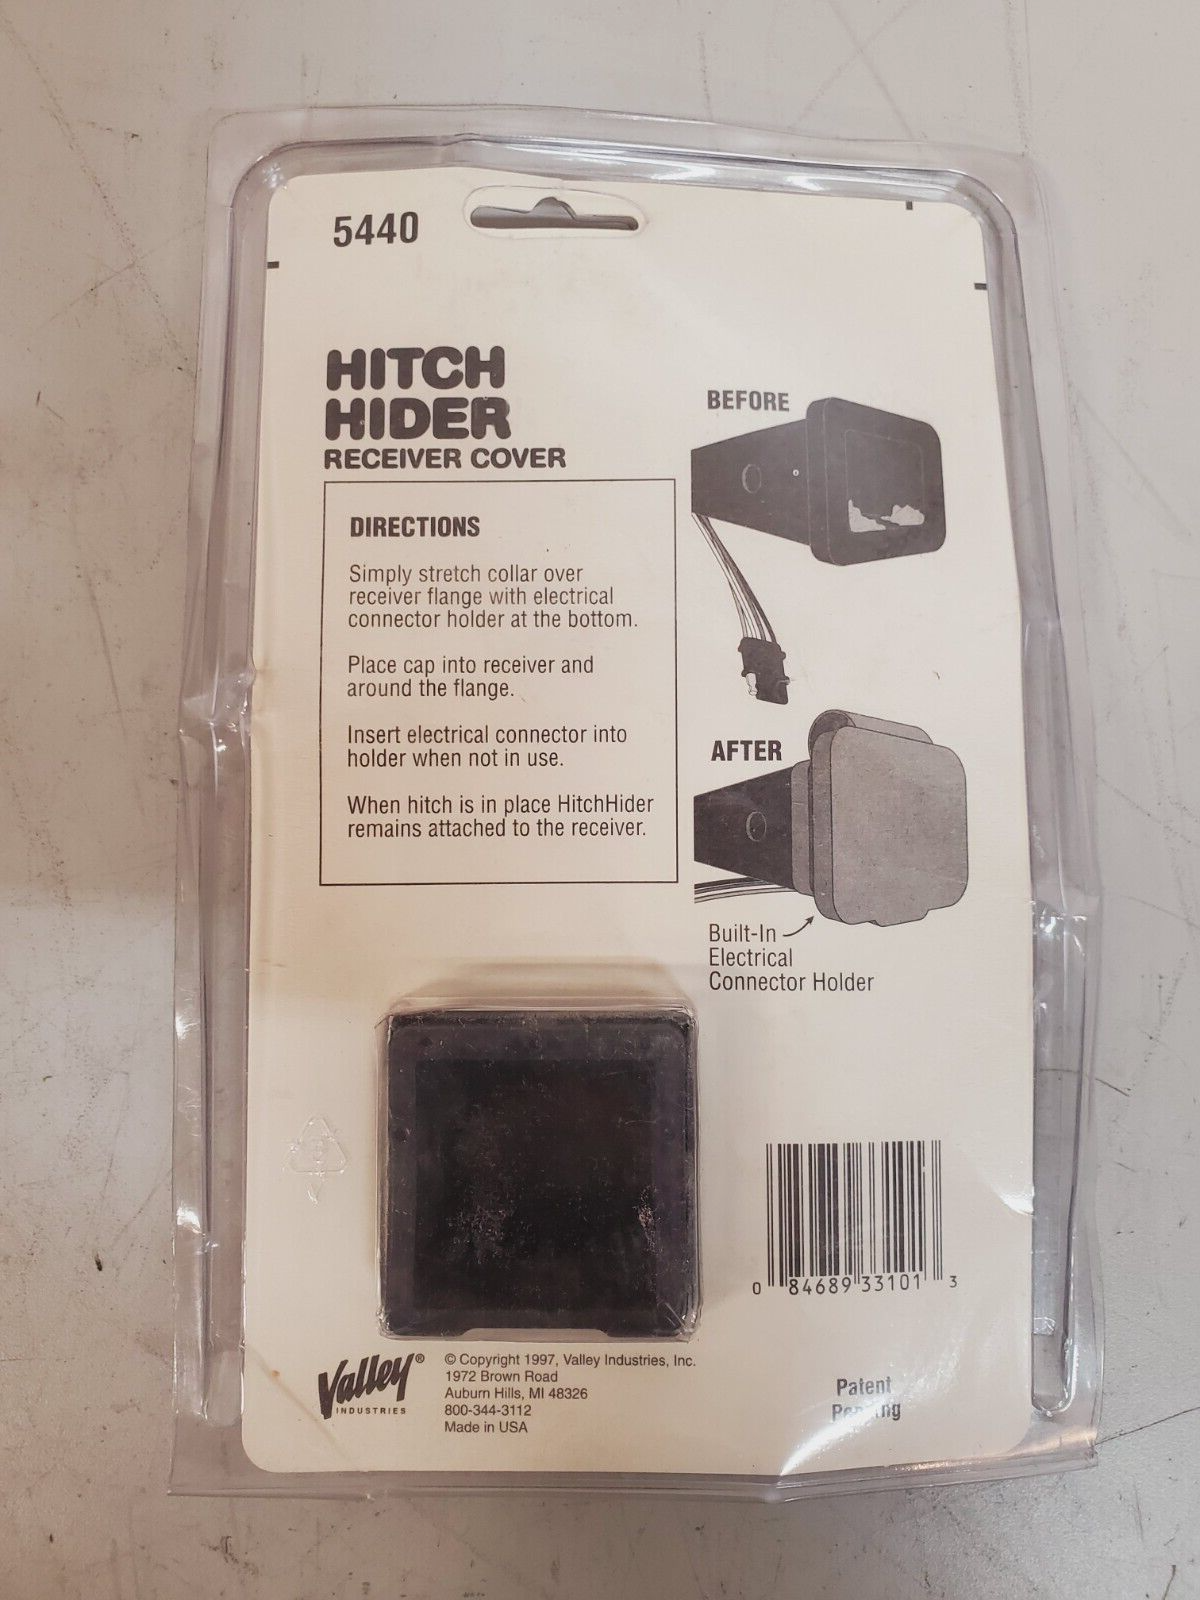 5440
HITCH
HIDER
RECEIVER COVER
DIRECTIONS
Simply stretch collar over
receiver flange with electrical
connector holder at the bottom.
Place cap into receiver and
around the flange.
Insert electrical connector into
holder when not in use.
When hitch is in place HitchHider
remains attached to the receiver.
BEFORE
AFTER
Built-In
Electrical
Connector Holder
0 84689 33101 3
Valley®
INDUSTRIES
© Copyright 1997, Valley Industries, Inc.
1972 Brown Road
Auburn Hills, MI 48326
800-344-3112
Made in USA
Patent
Pending